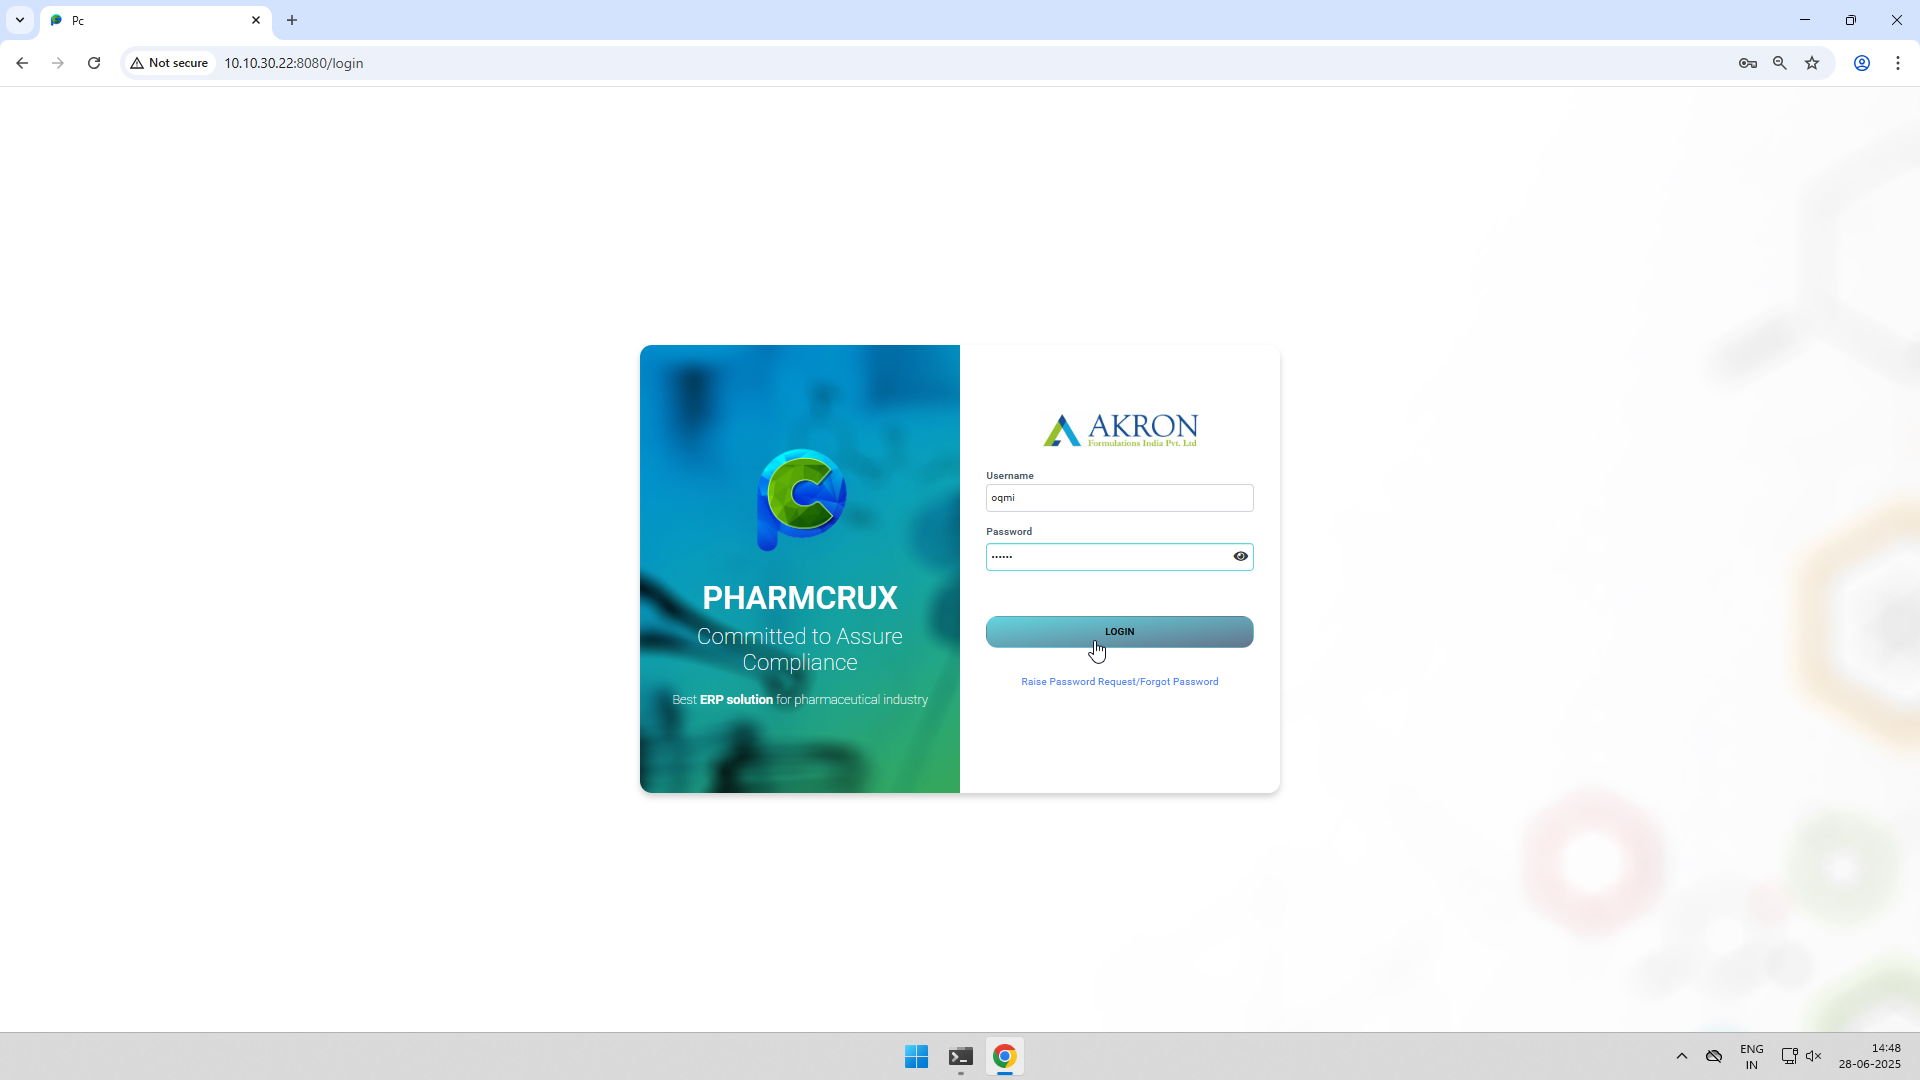 Pc
Not secure
10.10.30.22:8080/login
AKRON
Formulations India Pvt. Ltd
Username
oqmi
Password
••••••
LOGIN
Raise Password Request/Forgot Password
PHARMCRUX
Committed to Assure
Compliance
Best ERP solution for pharmaceutical industry
ENG
IN
14:48
28-06-2025